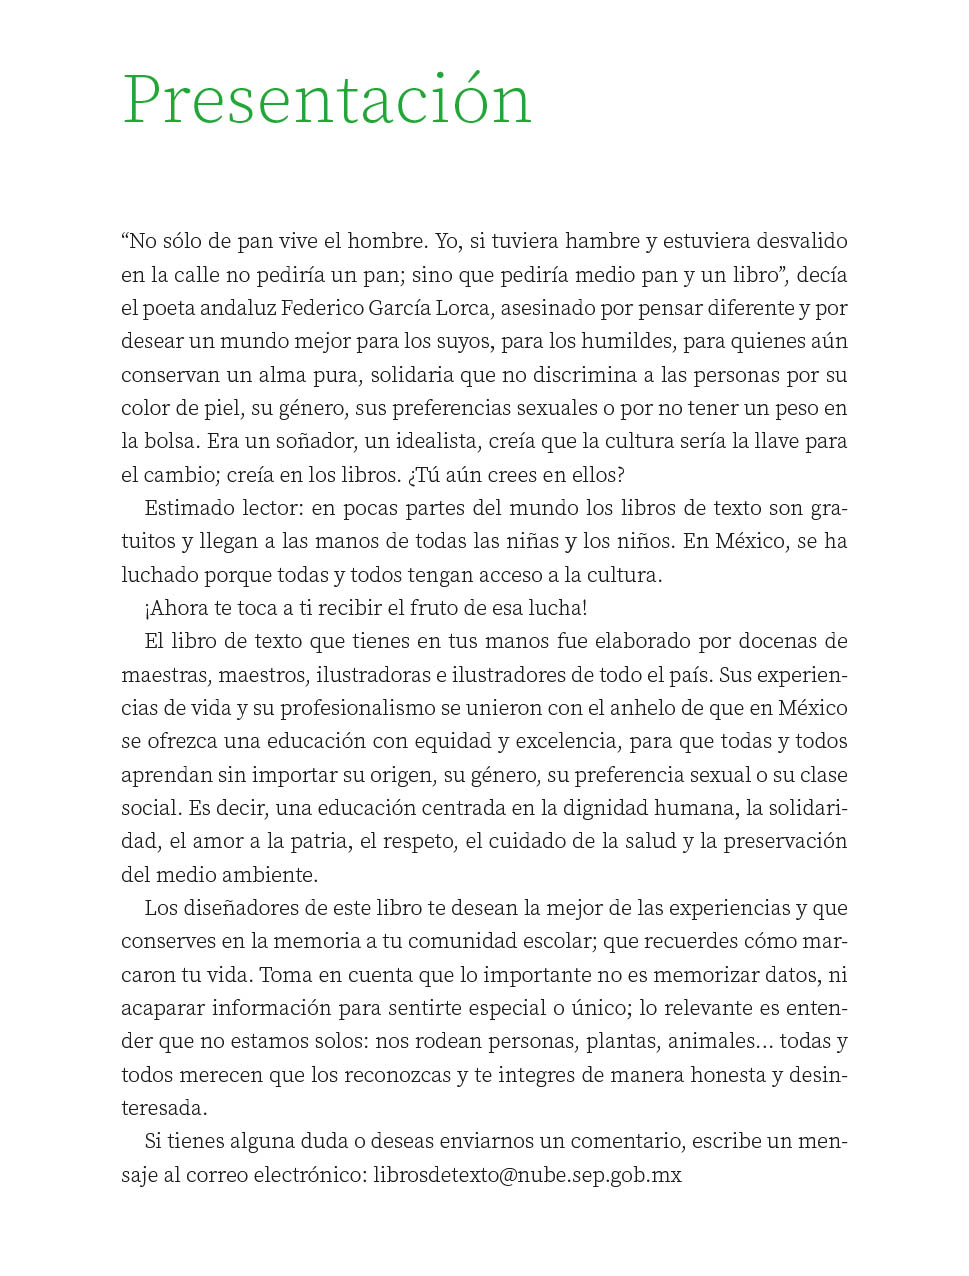 Presentación
“No sólo de pan vive el hombre. Yo, si tuviera hambre y estuviera desvalido
en la calle no pediría un pan; sino que pediría medio pan y un libro”, decía
el poeta andaluz Federico García Lorca, asesinado por pensar diferente y por
desear un mundo mejor para los suyos, para los humildes, para quienes aún
conservan un alma pura, solidaria que no discrimina a las personas por su
color de piel, su género, sus preferencias sexuales o por no tener un peso en
la bolsa. Era un soñador, un idealista, creía que la cultura sería la llave para
el cambio; creía en los libros. ¿Tú aún crees en ellos?
Estimado lector: en pocas partes del mundo los libros de texto son gra-
tuitos y llegan a las manos de todas las niñas y los niños. En México, se ha
luchado porque todas y todos tengan acceso a la cultura.
¡Ahora te toca a ti recibir el fruto de esa lucha!
El libro de texto que tienes en tus manos fue elaborado por docenas de
maestras, maestros, ilustradoras e ilustradores de todo el país. Sus experien-
cias de vida y su profesionalismo se unieron con el anhelo de que en México
se ofrezca una educación con equidad y excelencia, para que todas y todos
aprendan sin importar su origen, su género, su preferencia sexual o su clase
social. Es decir, una educación centrada en la dignidad humana, la solidari-
dad, el amor a la patria, el respeto, el cuidado de la salud y la preservación
del medio ambiente.
Los diseñadores de este libro te desean la mejor de las experiencias y que
conserves en la memoria a tu comunidad escolar; que recuerdes cómo mar-
caron tu vida. Toma en cuenta que lo importante no es memorizar datos, ni
acaparar información para sentirte especial o único; lo relevante es enten-
der que no estamos solos: nos rodean personas, plantas, animales… todas y
todos merecen que los reconozcas y te integres de manera honesta y desin-
teresada.
Si tienes alguna duda o deseas enviarnos un comentario, escribe un men-
saje al correo electrónico: librosdetexto@nube.sep.gob.mx